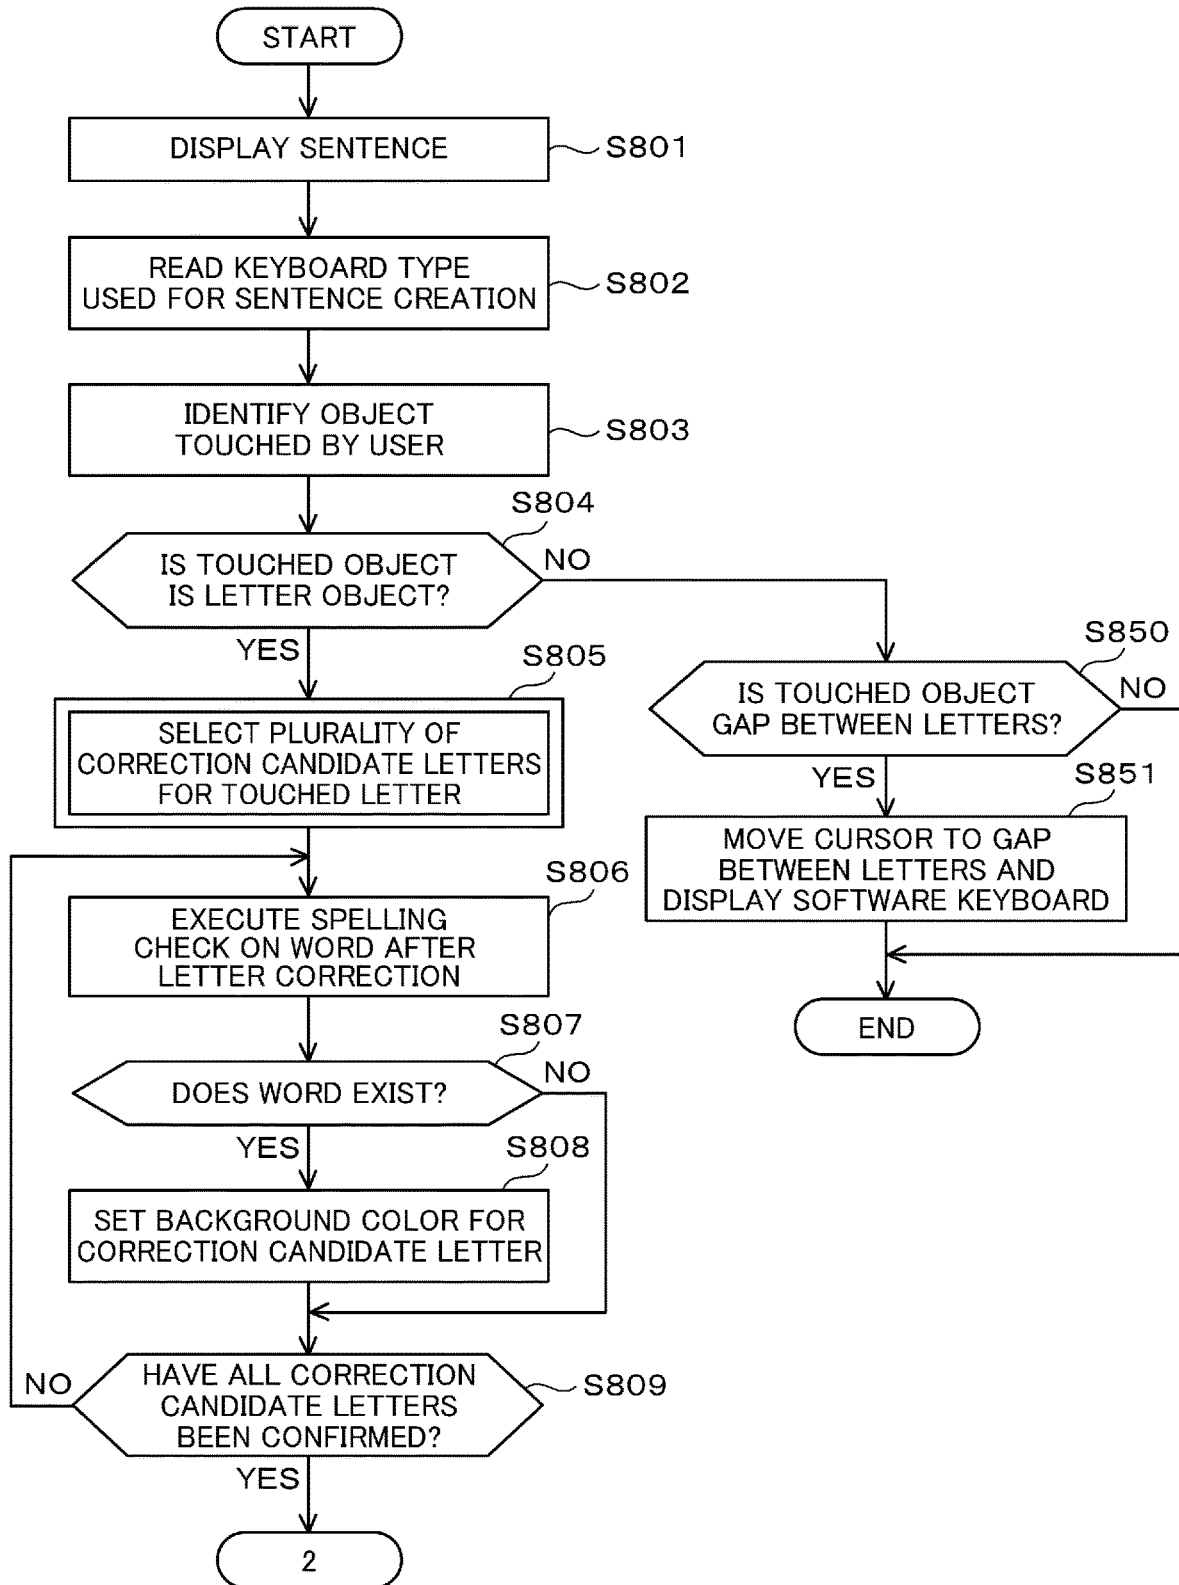 START
DISPLAY SENTENCE
S801
READ KEYBOARD TYPE
USED FOR SENTENCE CREATION
S802
IDENTIFY OBJECT
TOUCHED BY USER
S803
S804
IS TOUCHED OBJECT
IS LETTER OBJECT?
NO
YES
S805
SELECT PLURALITY OF
CORRECTION CANDIDATE LETTERS
FOR TOUCHED LETTER
S806
EXECUTE SPELLING
CHECK ON WORD AFTER
LETTER CORRECTION
S807
DOES WORD EXIST?
NO
YES
S808
SET BACKGROUND COLOR FOR
CORRECTION CANDIDATE LETTER
HAVE ALL CORRECTION
CANDIDATE LETTERS
BEEN CONFIRMED?
S809
NO
YES
2
S850
IS TOUCHED OBJECT
GAP BETWEEN LETTERS?
NO
YES
S851
MOVE CURSOR TO GAP
BETWEEN LETTERS AND
DISPLAY SOFTWARE KEYBOARD
END